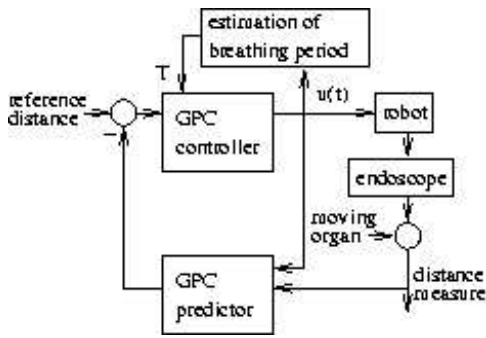 estimation of
breathing period
T
u(t)
reference
distance
−
GPC
controller
robot
endoscope
moving
organ
GPC
predictor
distance
measure